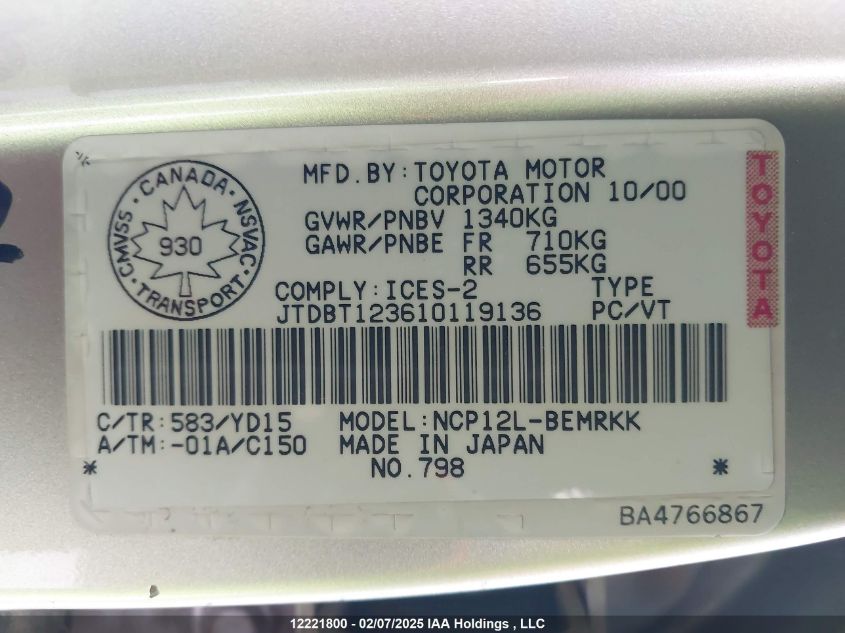 CANADA · NSVAC · TRANSPORT · CMVSS
930
MFD.BY:TOYOTA MOTOR
CORPORATION 10/00
GVWR/PNBV 1340KG
GAWR/PNBE FR 710KG
RR 655KG
COMPLY:ICES-2 TYPE
JTDBT123610119136 PC/VT
TOYOTA
C/TR:583/YD15 MODEL:NCP12L-BEMRKK
A/TM:-01A/C150 MADE IN JAPAN
* NO.798 *
BA4766867
12221800 - 02/07/2025 IAA Holdings , LLC